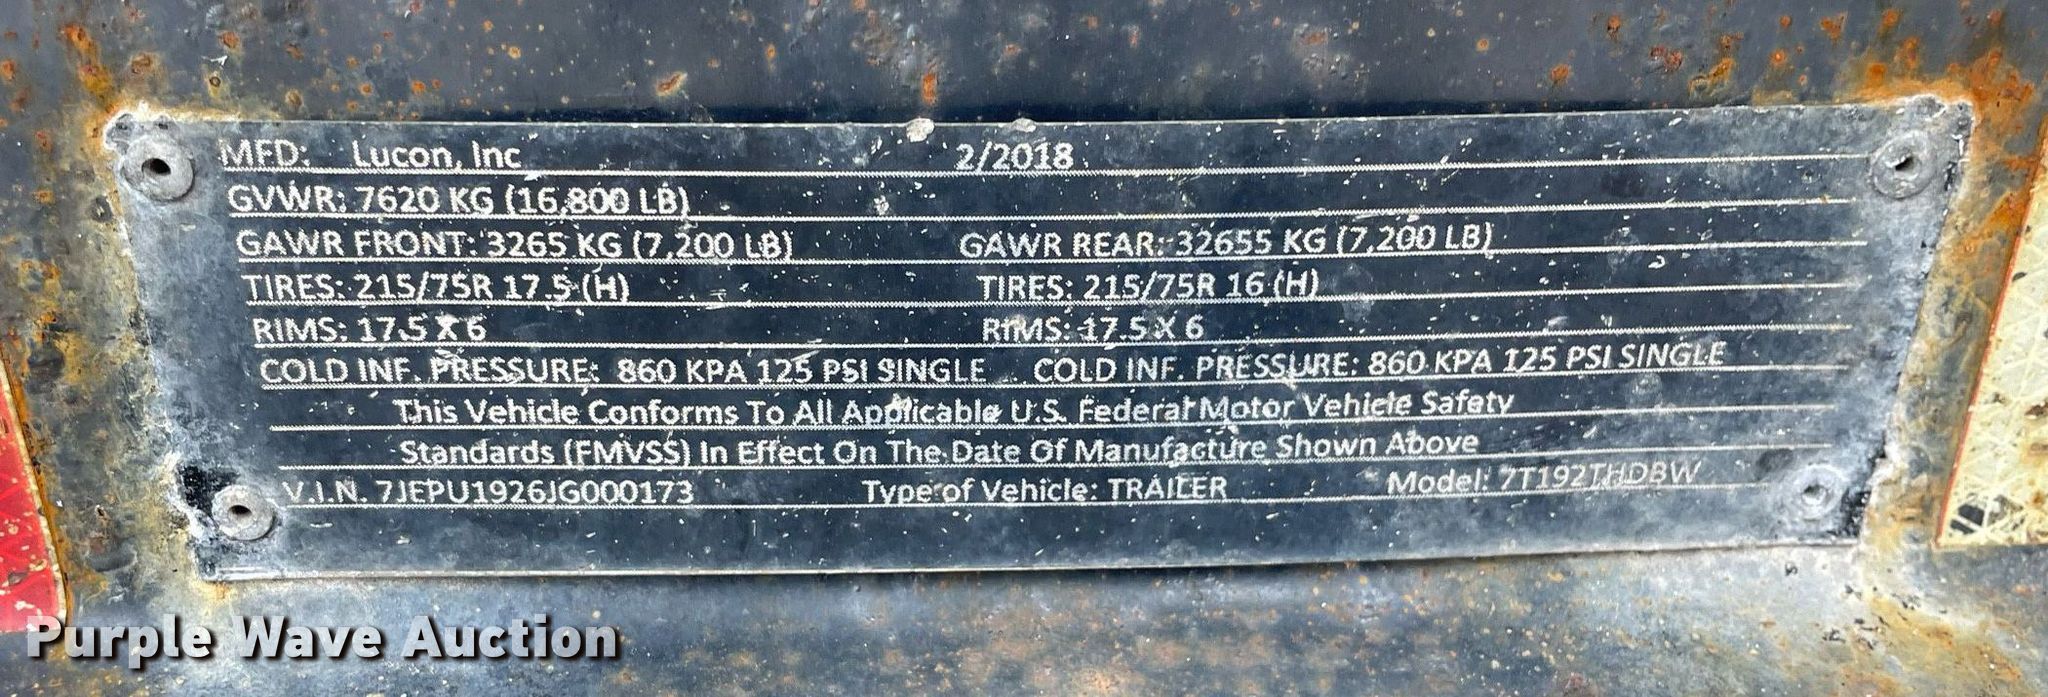 MFD: Lucon, Inc 2/2018
GVWR: 7620 KG (16,800 LB)
GAWR FRONT: 3265 KG (7,200 LB) GAWR REAR: 32655 KG (7,200 LB)
TIRES: 215/75R 17.5 (H) TIRES: 215/75R 16 (H)
RIMS: 17.5 X 6 RIMS: 17.5 X 6
COLD INF. PRESSURE: 860 KPA 125 PSI SINGLE COLD INF. PRESSURE: 860 KPA 125 PSI SINGLE
This Vehicle Conforms To All Applicable U.S. Federal Motor Vehicle Safety
Standards (FMVSS) In Effect On The Date Of Manufacture Shown Above
V.I.N. 7JEPU1926JG000173 Type of Vehicle: TRAILER Model: 7T192THDBW
Purple Wave Auction